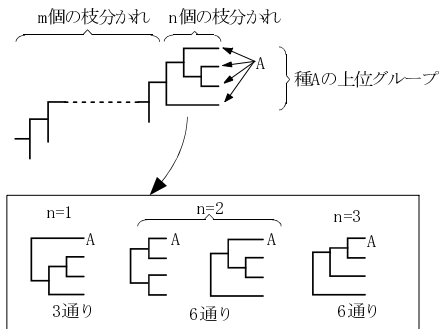 m個の枝分かれ n個の枝分かれ
A
種Aの上位グループ
n=1 n=2 n=3
A A A A
3通り 6通り 6通り